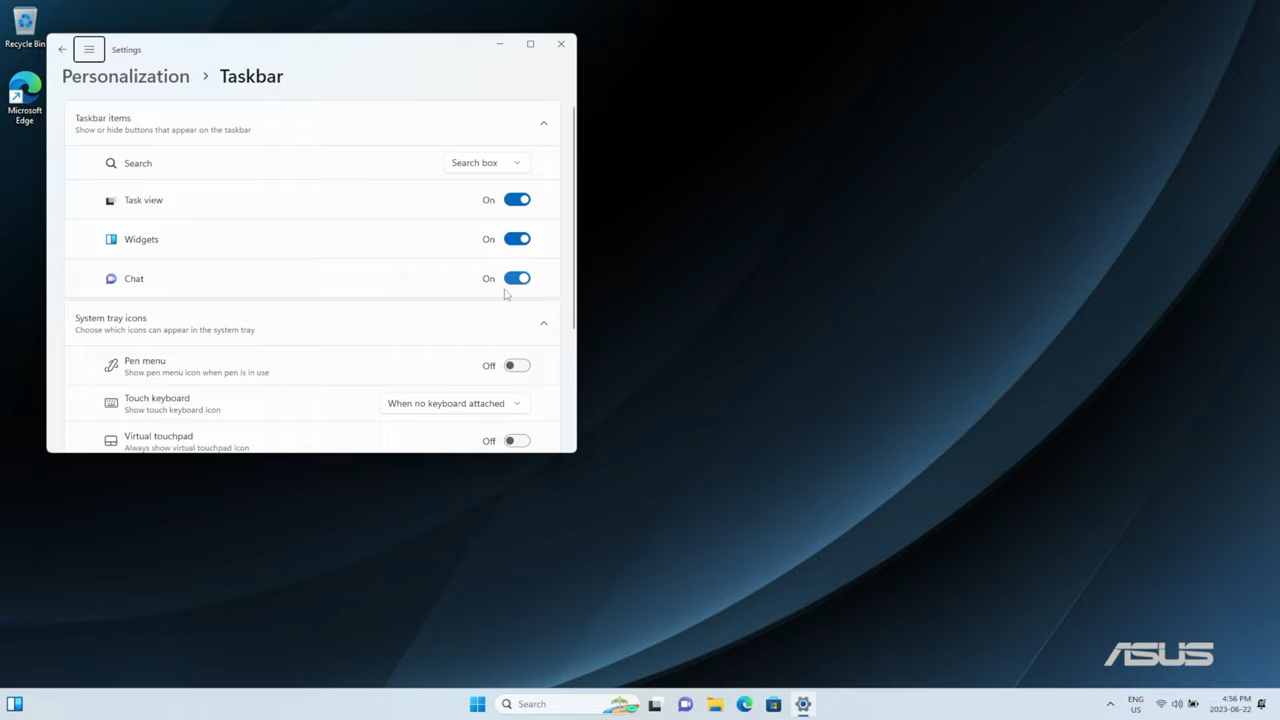 Recycle Bin
Microsoft
Edge
Settings
Personalization > Taskbar
Taskbar items
Show or hide buttons that appear on the taskbar
Search
Search box
Task view
On
Widgets
On
Chat
On
System tray icons
Choose which icons can appear in the system tray
Pen menu
Show pen menu icon when pen is in use
Off
Touch keyboard
Show touch keyboard icon
When no keyboard attached
Virtual touchpad
Always show virtual touchpad icon
Off
ASUS
Search
ENG
US
4:56 PM
2023-06-22